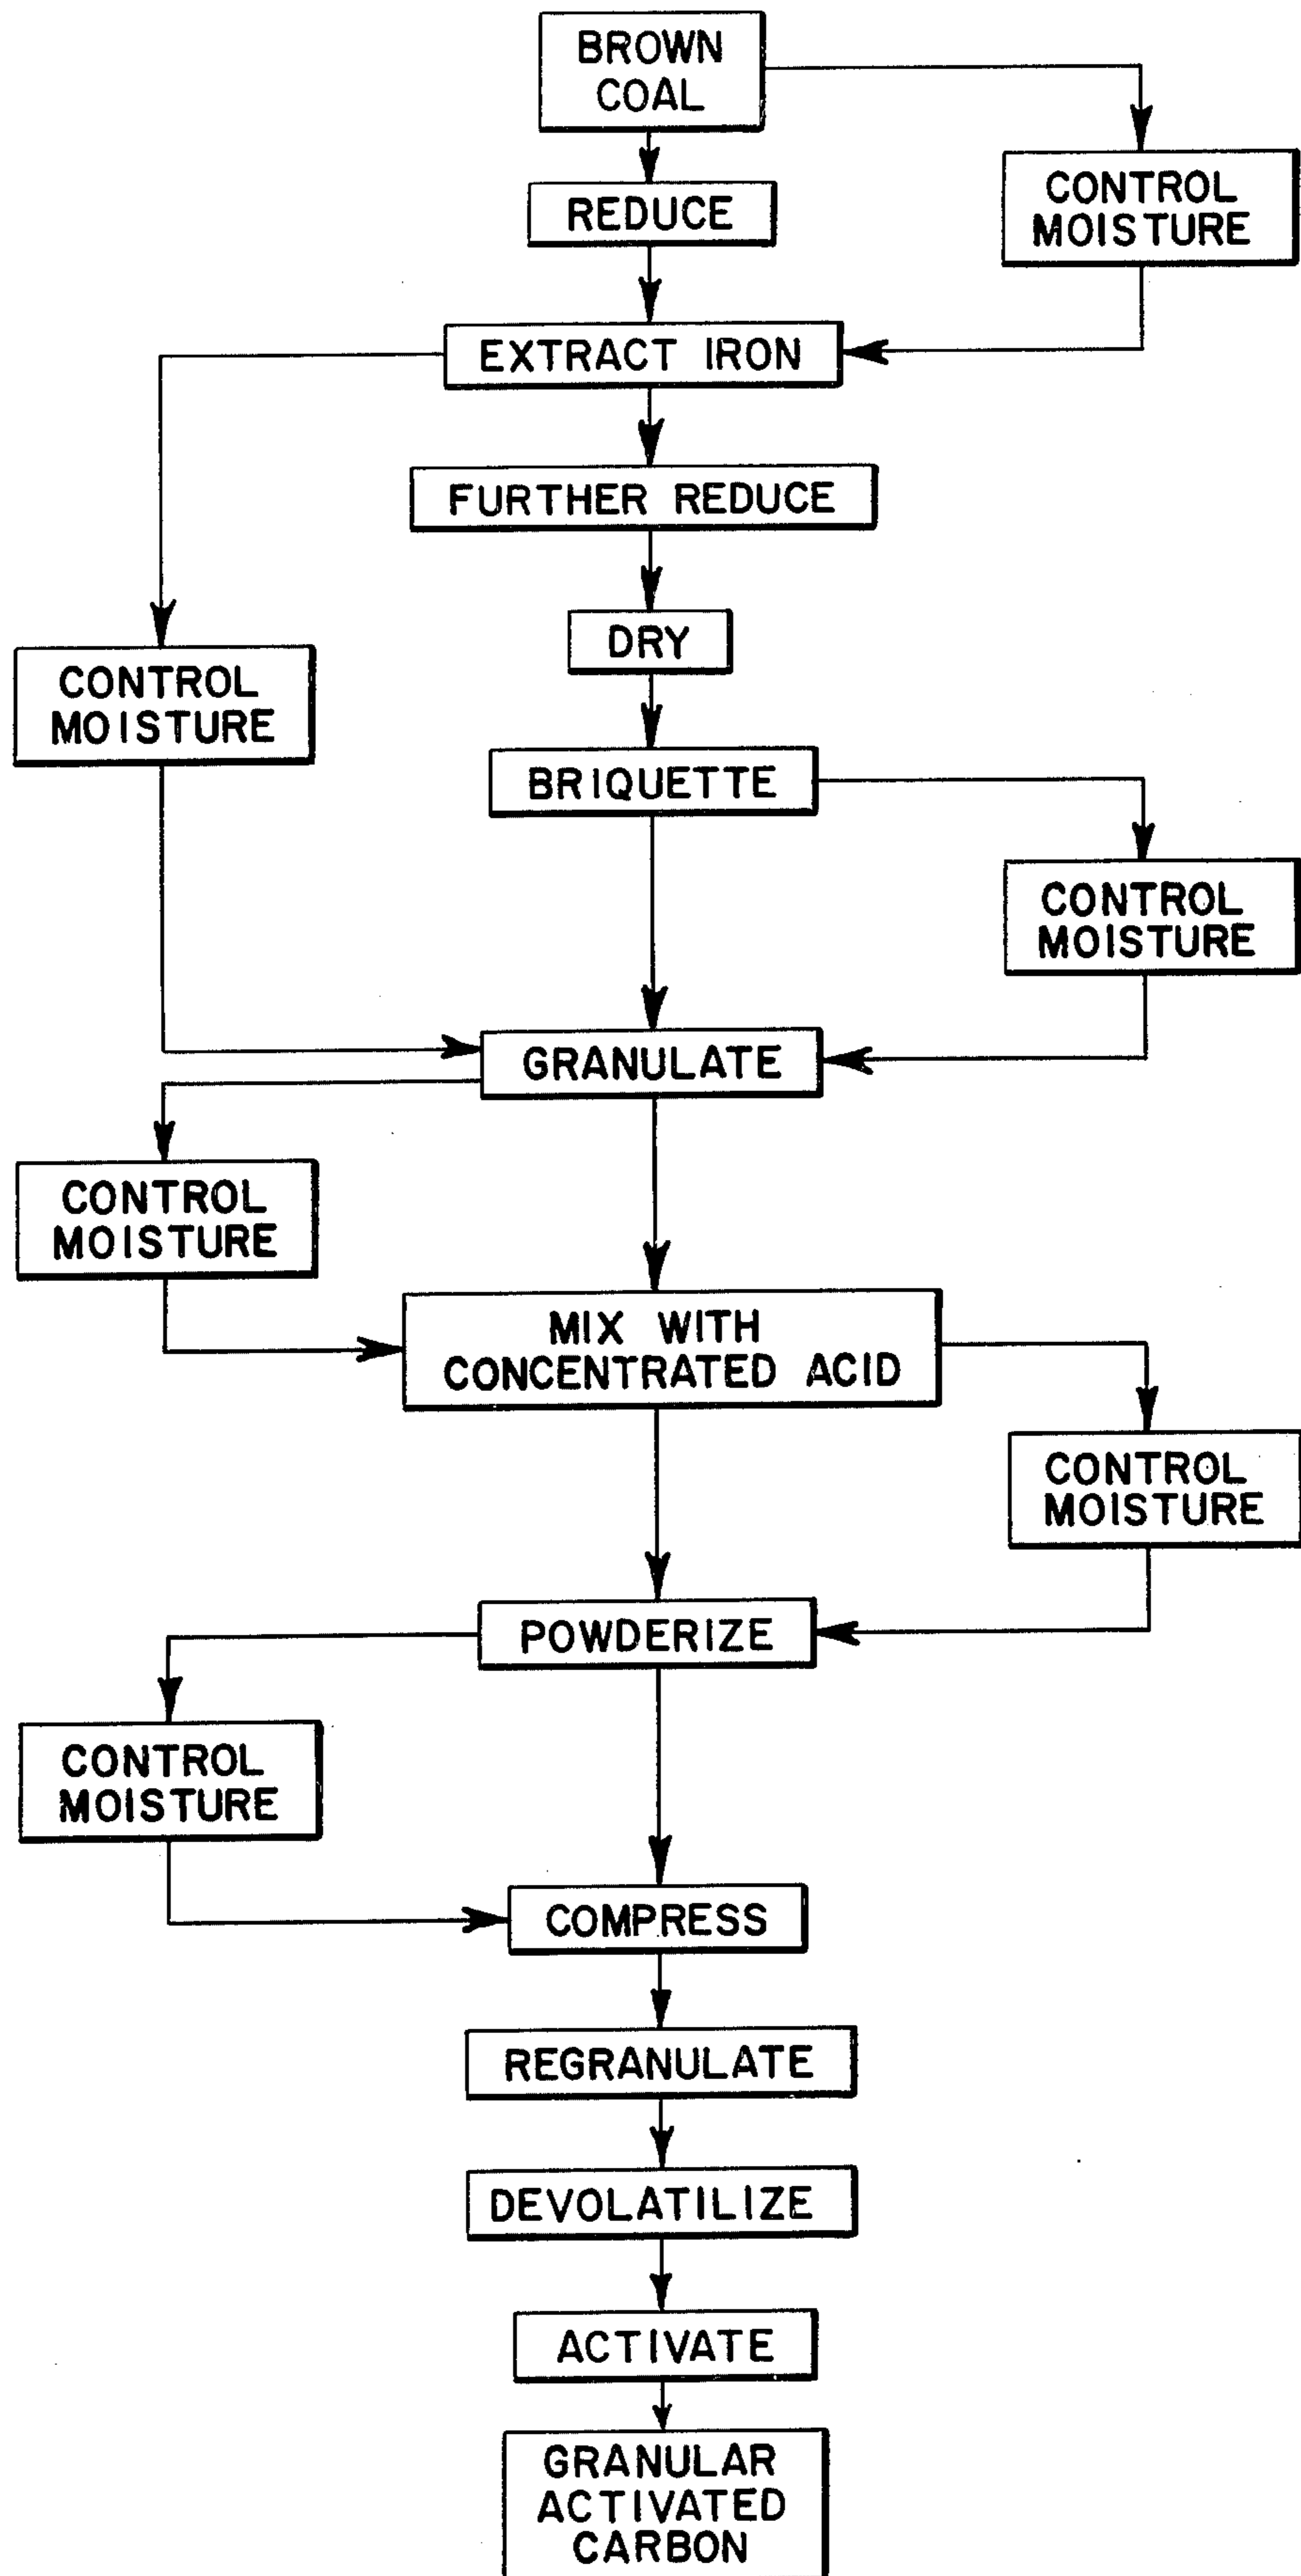 BROWN
COAL
CONTROL
MOISTURE
REDUCE
EXTRACT IRON
FURTHER REDUCE
DRY
CONTROL
MOISTURE
BRIQUETTE
CONTROL
MOISTURE
GRANULATE
CONTROL
MOISTURE
MIX WITH
CONCENTRATED ACID
CONTROL
MOISTURE
POWDERIZE
CONTROL
MOISTURE
COMPRESS
REGRANULATE
DEVOLATILIZE
ACTIVATE
GRANULAR
ACTIVATED
CARBON